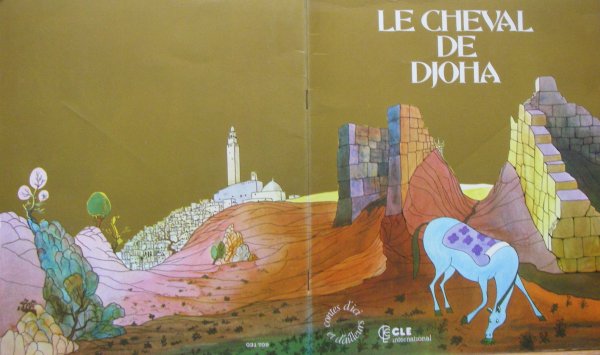 LE CHEVAL
DE
DJOHA
contes d'ici
et d'ailleurs
CLE
international